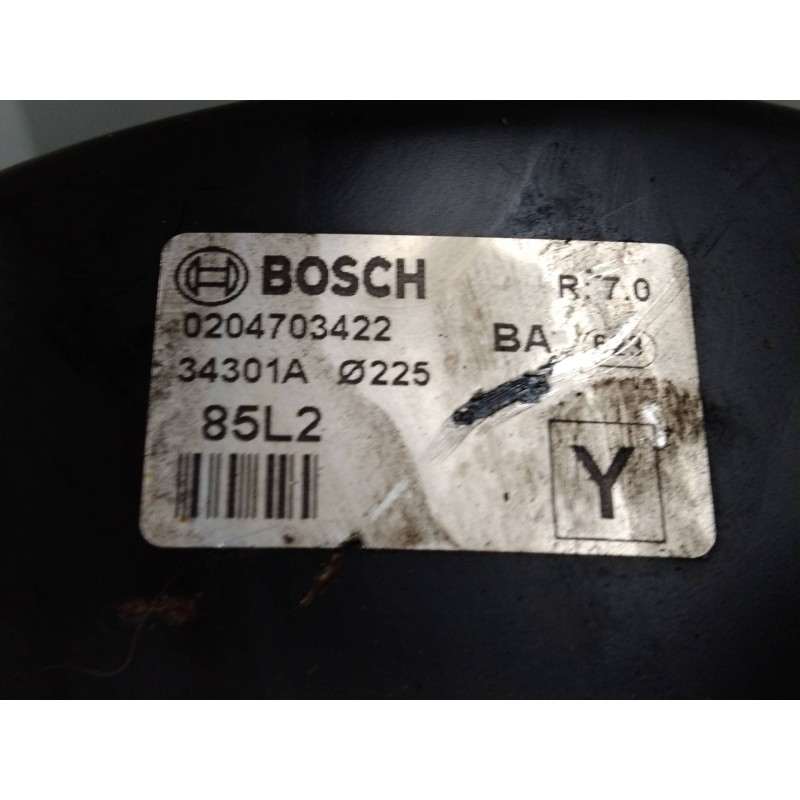 BOSCH R: 7.0
0204703422 BA
34301A Ø225
85L2
Y